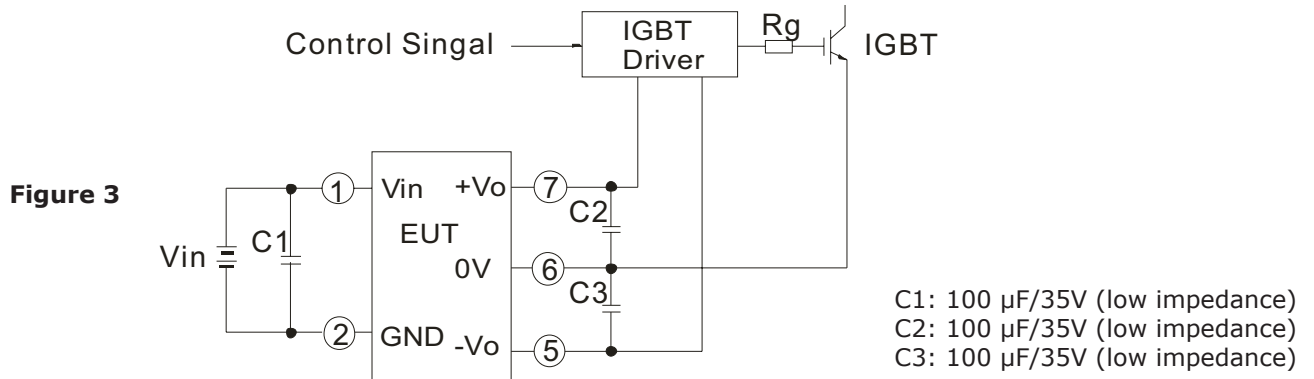 Control Singal
IGBT
Driver
Rg
IGBT
Figure 3
Vin
C1
1
2
Vin
+Vo
EUT
0V
GND
-Vo
7
6
5
C2
C3
C1: 100 µF/35V (low impedance)
C2: 100 µF/35V (low impedance)
C3: 100 µF/35V (low impedance)